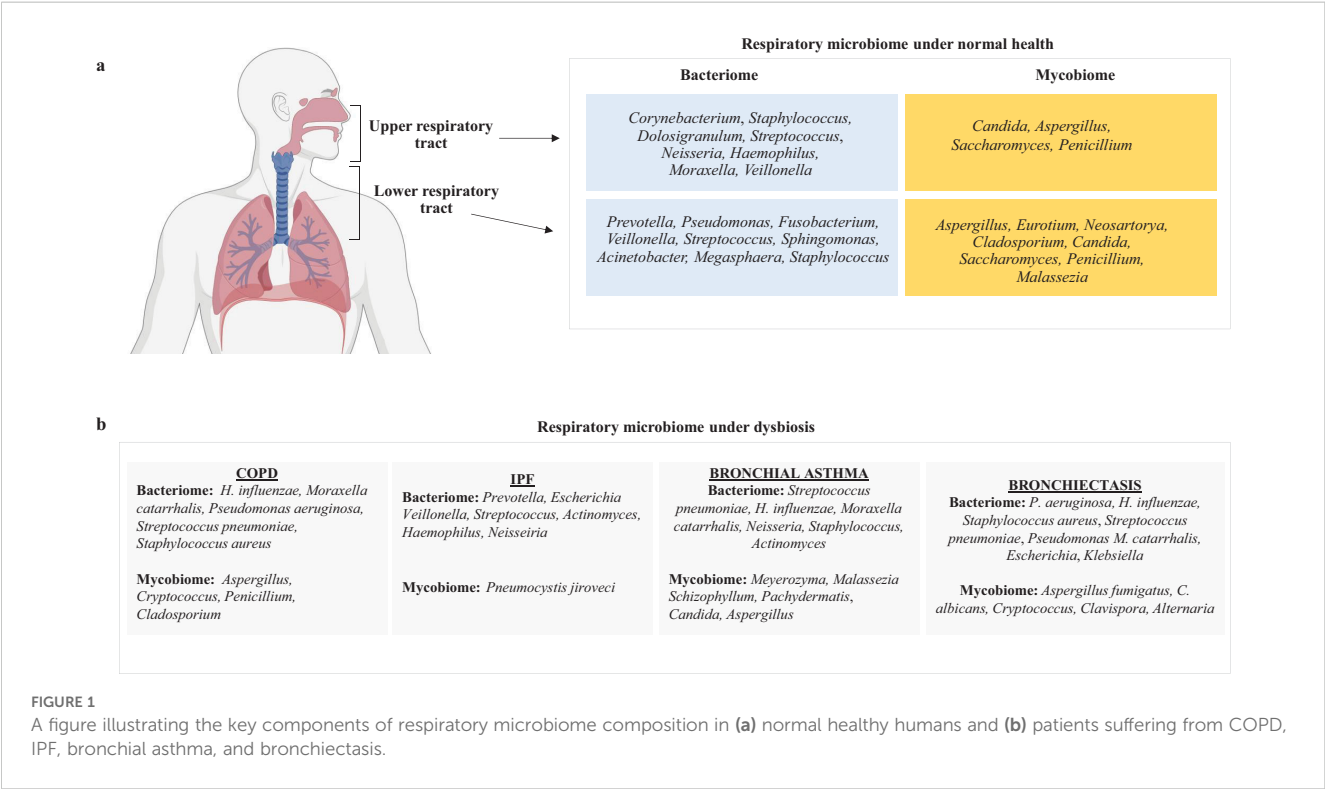 a
Respiratory microbiome under normal health
Bacteriome
Mycobiome
Upper respiratory
tract
Corynebacterium, Staphylococcus,
Dolosigranulum, Streptococcus,
Neisseria, Haemophilus,
Moraxella, Veillonella
Candida, Aspergillus,
Saccharomyces, Penicillium
Lower respiratory
tract
Prevotella, Pseudomonas, Fusobacterium,
Veillonella, Streptococcus, Sphingomonas,
Acinetobacter, Megasphaera, Staphylococcus
Aspergillus, Eurotium, Neosartorya,
Cladosporium, Candida,
Saccharomyces, Penicillium,
Malassezia
b
Respiratory microbiome under dysbiosis
COPD
Bacteriome: H. influenzae, Moraxella
catarrhalis, Pseudomonas aeruginosa,
Streptococcus pneumoniae,
Staphylococcus aureus
Mycobiome: Aspergillus,
Cryptococcus, Penicillium,
Cladosporium
IPF
Bacteriome: Prevotella, Escherichia
Veillonella, Streptococcus, Actinomyces,
Haemophilus, Neisseiria
Mycobiome: Pneumocystis jiroveci
BRONCHIAL ASTHMA
Bacteriome: Streptococcus
pneumoniae, H. influenzae, Moraxella
catarrhalis, Neisseria, Staphylococcus,
Actinomyces
Mycobiome: Meyerozyma, Malassezia
Schizophyllum, Pachydermatis,
Candida, Aspergillus
BRONCHIECTASIS
Bacteriome: P. aeruginosa, H. influenzae,
Staphylococcus aureus, Streptococcus
pneumoniae, Pseudomonas M. catarrhalis,
Escherichia, Klebsiella
Mycobiome: Aspergillus fumigatus, C.
albicans, Cryptococcus, Clavispora, Alternaria
FIGURE 1
A figure illustrating the key components of respiratory microbiome composition in (a) normal healthy humans and (b) patients suffering from COPD,
IPF, bronchial asthma, and bronchiectasis.